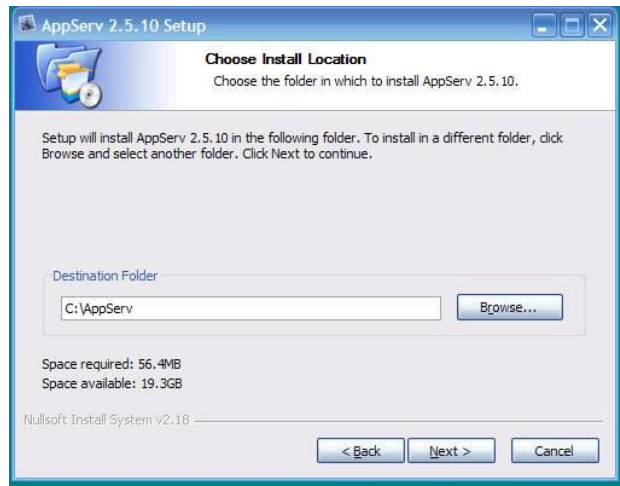 AppServ 2.5.10 Setup
Choose Install Location
Choose the folder in which to install AppServ 2.5.10.
Setup will install AppServ 2.5.10 in the following folder. To install in a different folder, click
Browse and select another folder. Click Next to continue.
Destination Folder
C:\AppServ
Browse...
Space required: 56.4MB
Space available: 19.3GB
Nullsoft Install System v2.18
< Back
Next >
Cancel